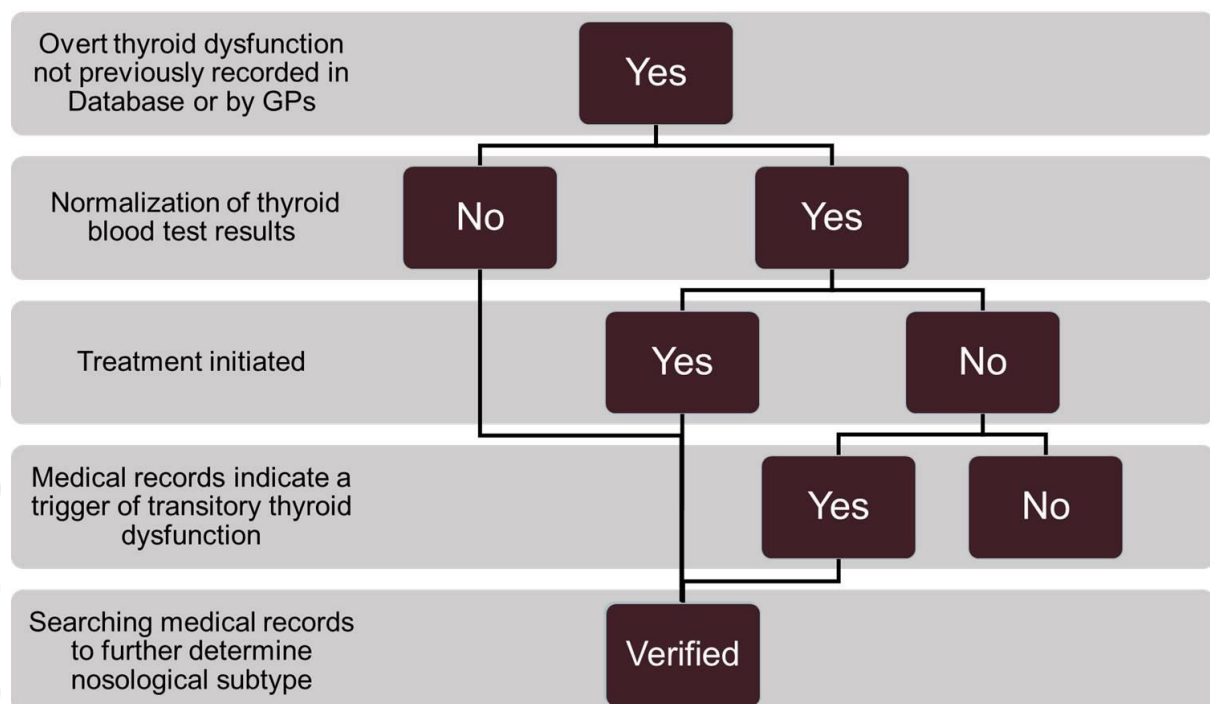 Overt thyroid dysfunction
not previously recorded in
Database or by GPs
Yes
Normalization of thyroid
blood test results
No
Yes
Treatment initiated
Yes
No
Medical records indicate a
trigger of transitory thyroid
dysfunction
Yes
No
Searching medical records
to further determine
nosological subtype
Verified